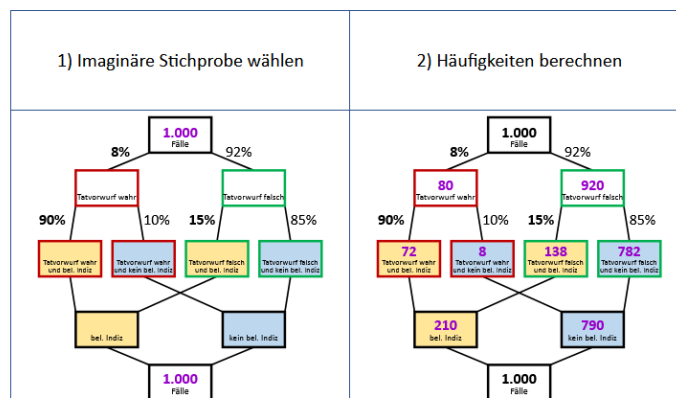 1) Imaginäre Stichprobe wählen
2) Häufigkeiten berechnen
1.000
Fälle
8%
92%
Tatvorwurf wahr
Tatvorwurf falsch
90%
10%
15%
85%
Tatvorwurf wahr
und bel. Indiz
Tatvorwurf wahr
und kein bel. Indiz
Tatvorwurf falsch
und bel. Indiz
Tatvorwurf falsch
und kein bel. Indiz
bel. Indiz
kein bel. Indiz
1.000
Fälle
1.000
Fälle
8%
92%
80
Tatvorwurf wahr
920
Tatvorwurf falsch
90%
10%
15%
85%
72
Tatvorwurf wahr
und bel. Indiz
8
Tatvorwurf wahr
und kein bel. Indiz
138
Tatvorwurf falsch
und bel. Indiz
782
Tatvorwurf falsch
und kein bel. Indiz
210
bel. Indiz
790
kein bel. Indiz
1.000
Fälle